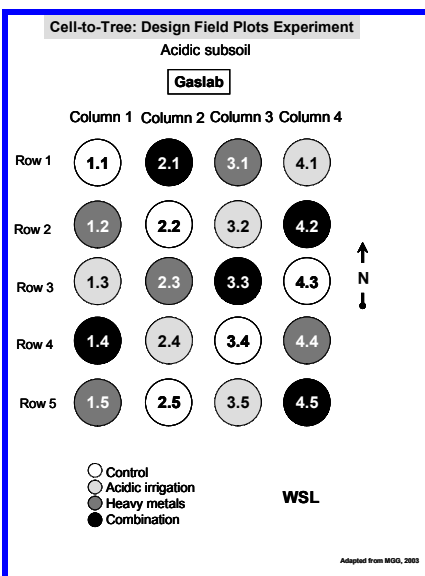 Cell-to-Tree: Design Field Plots Experiment
Acidic subsoil
Gaslab
Column 1 Column 2 Column 3 Column 4
Row 1 1.1 2.1 3.1 4.1
Row 2 1.2 2.2 3.2 4.2
Row 3 1.3 2.3 3.3 4.3
N
Row 4 1.4 2.4 3.4 4.4
Row 5 1.5 2.5 3.5 4.5
Control
Acidic irrigation
Heavy metals
Combination
WSL
Adapted from MGG, 2003